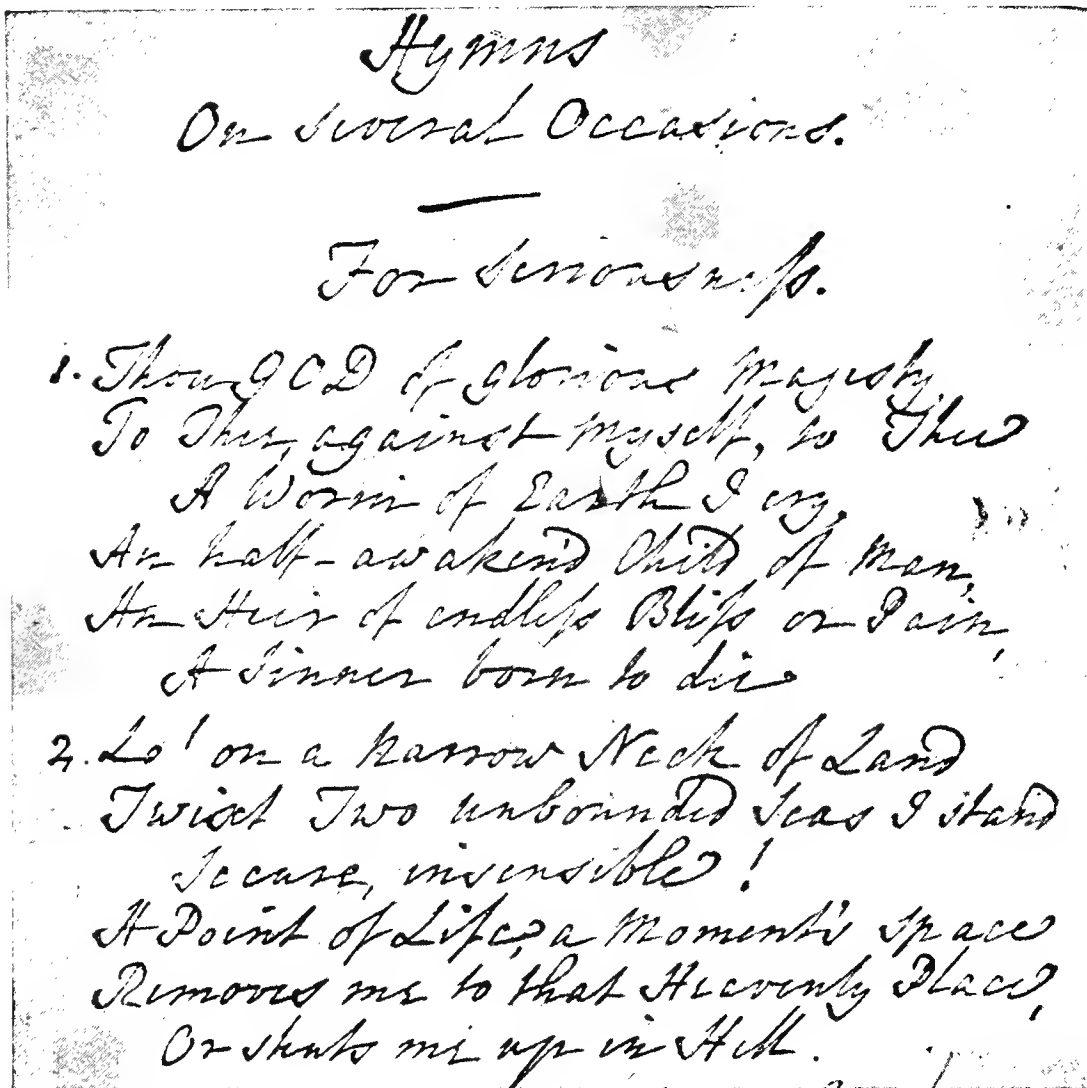 Hymns
On several Occasions.
For Seriousness.
1. Thou GOD of glorious Majesty,
To Thee, against myself, to Thee
A Worm of Earth I cry,
An half-awaken'd Child of Man,
An Heir of endless Bliss or Pain,
A Sinner born to die
2. Lo! on a narrow Neck of Land
Twixt Two unbounded Seas I stand
Secure, insensible!
A Point of Life, a Moment's space
Removes me to that Heavenly Place,
Or shuts me up in Hell.